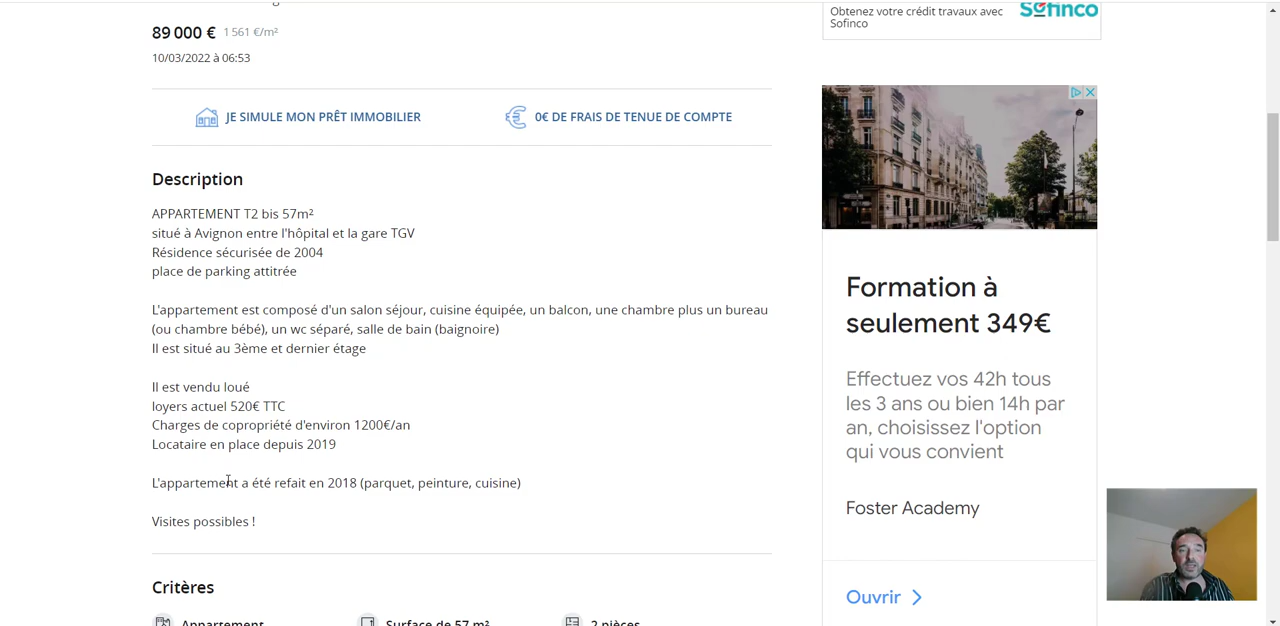 Obtenez votre crédit travaux avec
Sofinco
Sofinco
89 000 € 1 561 €/m²
10/03/2022 à 06:53
JE SIMULE MON PRÊT IMMOBILIER
0€ DE FRAIS DE TENUE DE COMPTE
Description
APPARTEMENT T2 bis 57m²
situé à Avignon entre l'hôpital et la gare TGV
Résidence sécurisée de 2004
place de parking attitrée
L'appartement est composé d'un salon séjour, cuisine équipée, un balcon, une chambre plus un bureau
(ou chambre bébé), un wc séparé, salle de bain (baignoire)
Il est situé au 3ème et dernier étage
Il est vendu loué
loyers actuel 520€ TTC
Charges de copropriété d'environ 1200€/an
Locataire en place depuis 2019
L'appartement a été refait en 2018 (parquet, peinture, cuisine)
Visites possibles !
Critères
Appartement
Surface de 57 m²
2 pièces
Formation à
seulement 349€
Effectuez vos 42h tous
les 3 ans ou bien 14h par
an, choisissez l'option
qui vous convient
Foster Academy
Ouvrir